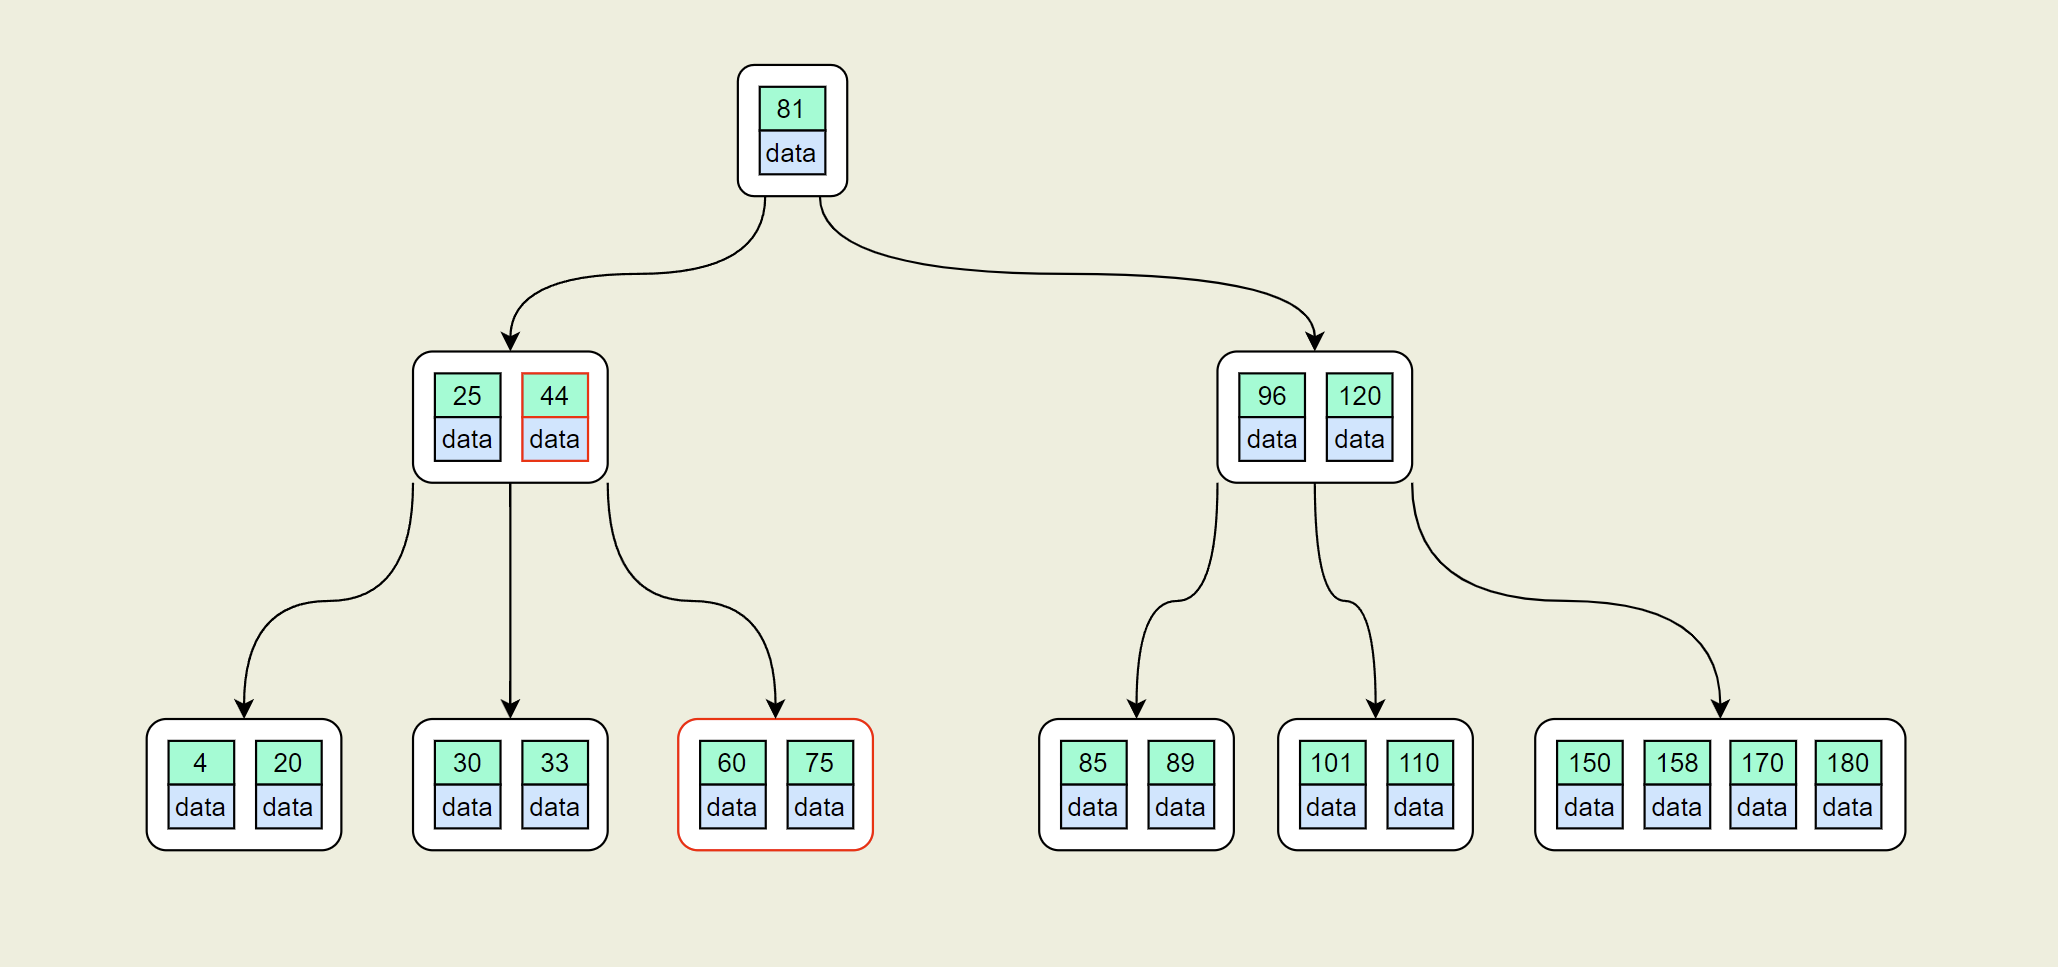 81
data
25 44
data data
96 120
data data
4 20
data data
30 33
data data
60 75
data data
85 89
data data
101 110
data data
150 158 170 180
data data data data